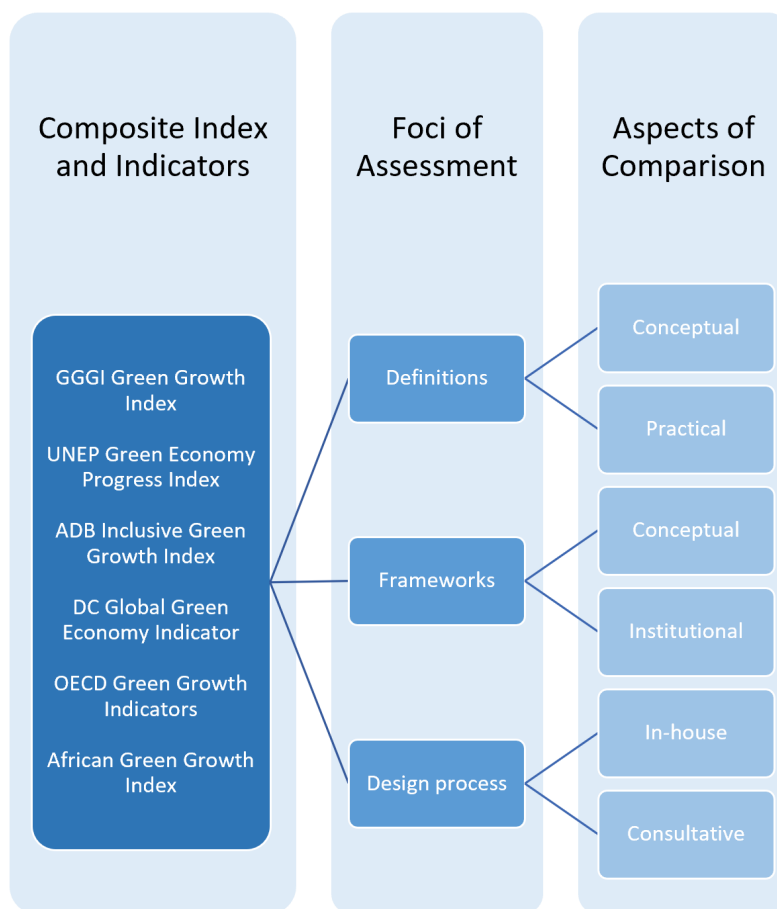 Composite Index
and Indicators
Foci of
Assessment
Aspects of
Comparison
GGGI Green Growth
Index
UNEP Green Economy
Progress Index
ADB Inclusive Green
Growth Index
DC Global Green
Economy Indicator
OECD Green Growth
Indicators
African Green Growth
Index
Definitions
Frameworks
Design process
Conceptual
Practical
Conceptual
Institutional
In-house
Consultative